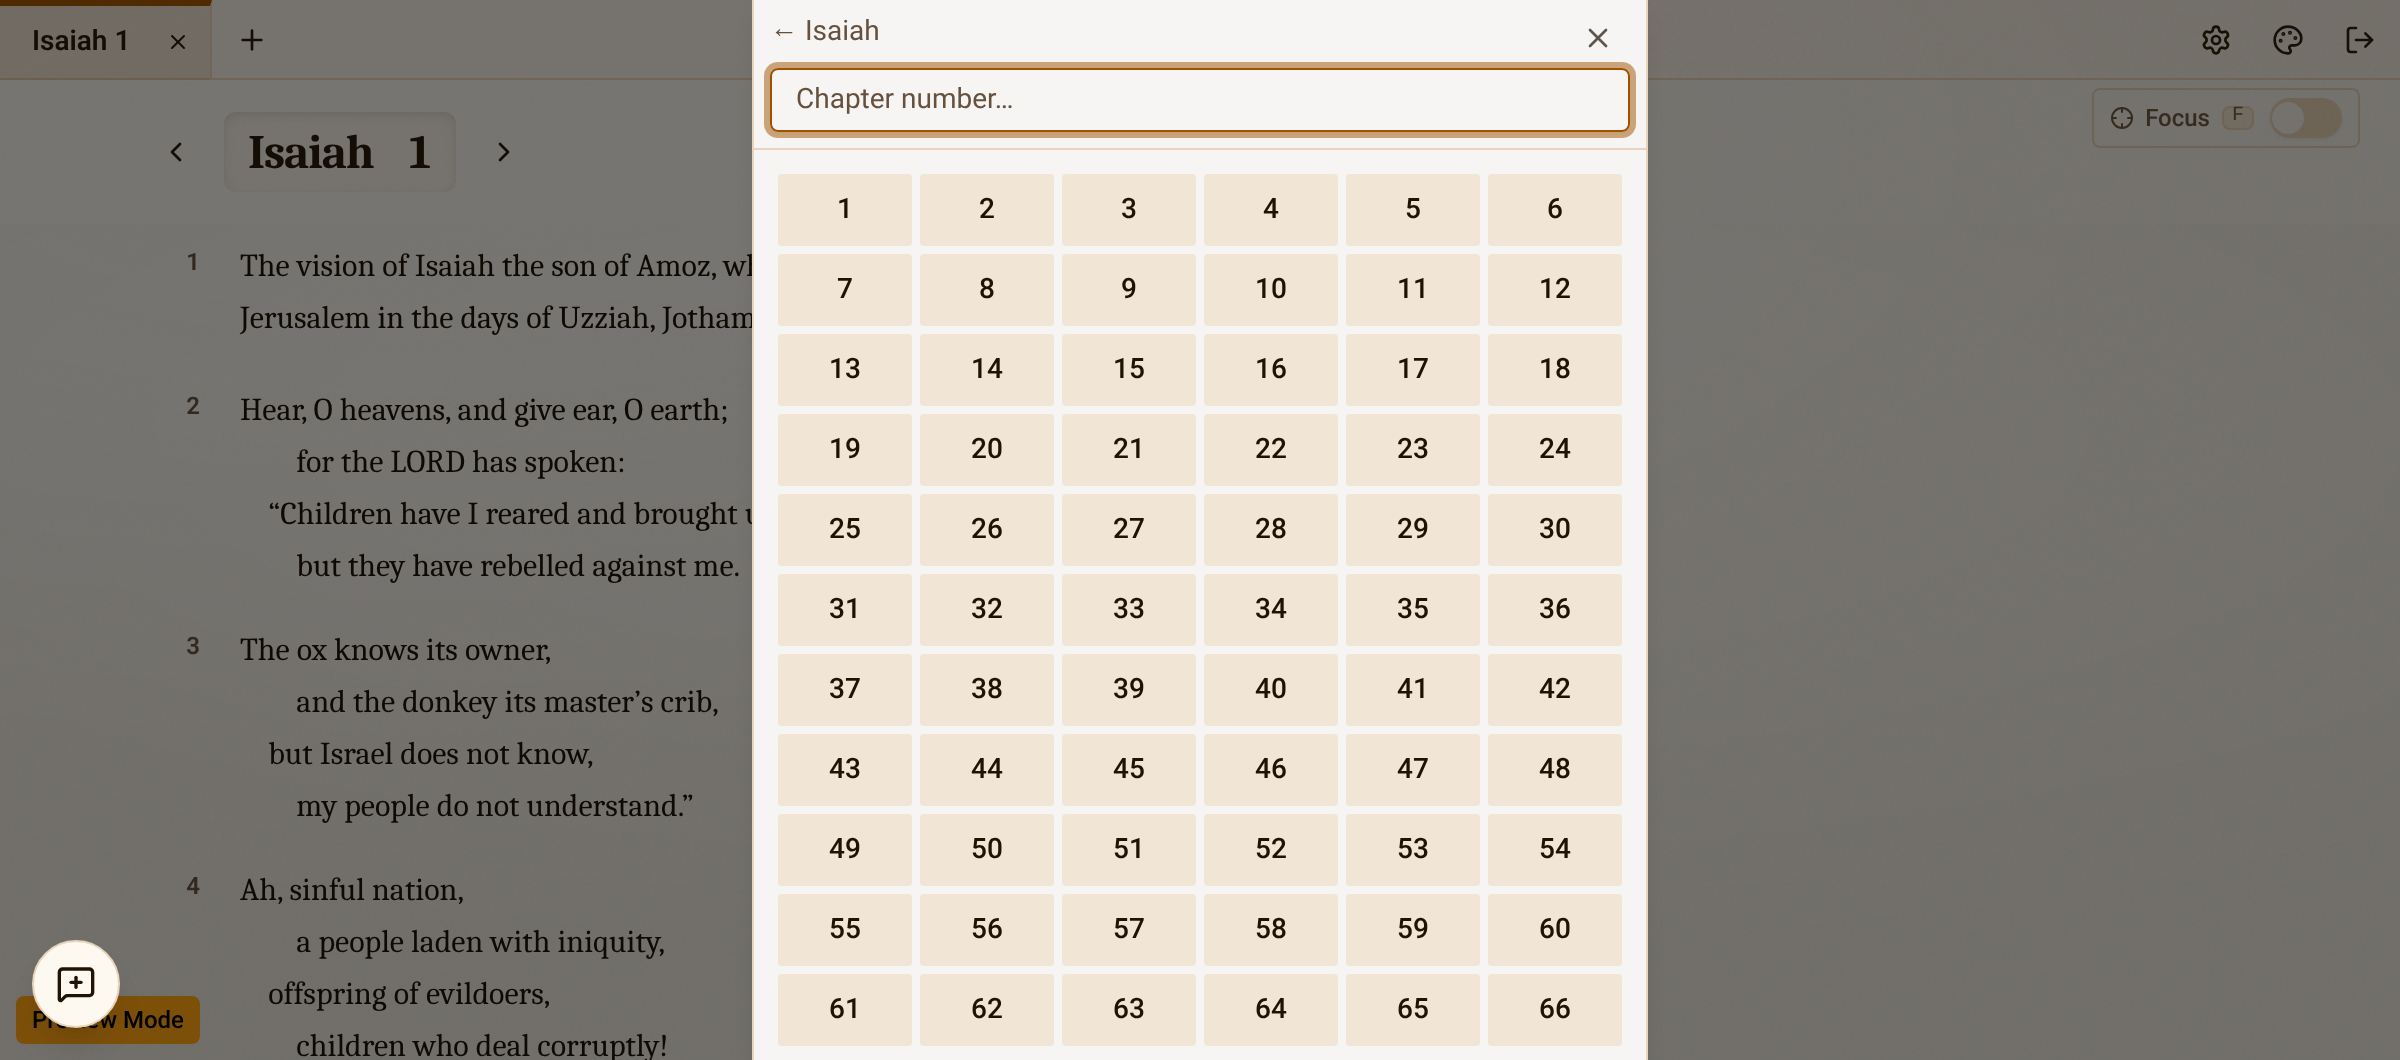 Isaiah 1
Focus F
Isaiah 1
1 The vision of Isaiah the son of Amoz,
Jerusalem in the days of Uzziah, Jotham
2 Hear, O heavens, and give ear, O earth;
for the LORD has spoken:
“Children have I reared and brought
but they have rebelled against me.
3 The ox knows its owner,
and the donkey its master’s crib,
but Israel does not know,
my people do not understand.”
4 Ah, sinful nation,
a people laden with iniquity,
offspring of evildoers,
children who deal corruptly!
Mode
← Isaiah
Chapter number...
1 2 3 4 5 6
7 8 9 10 11 12
13 14 15 16 17 18
19 20 21 22 23 24
25 26 27 28 29 30
31 32 33 34 35 36
37 38 39 40 41 42
43 44 45 46 47 48
49 50 51 52 53 54
55 56 57 58 59 60
61 62 63 64 65 66